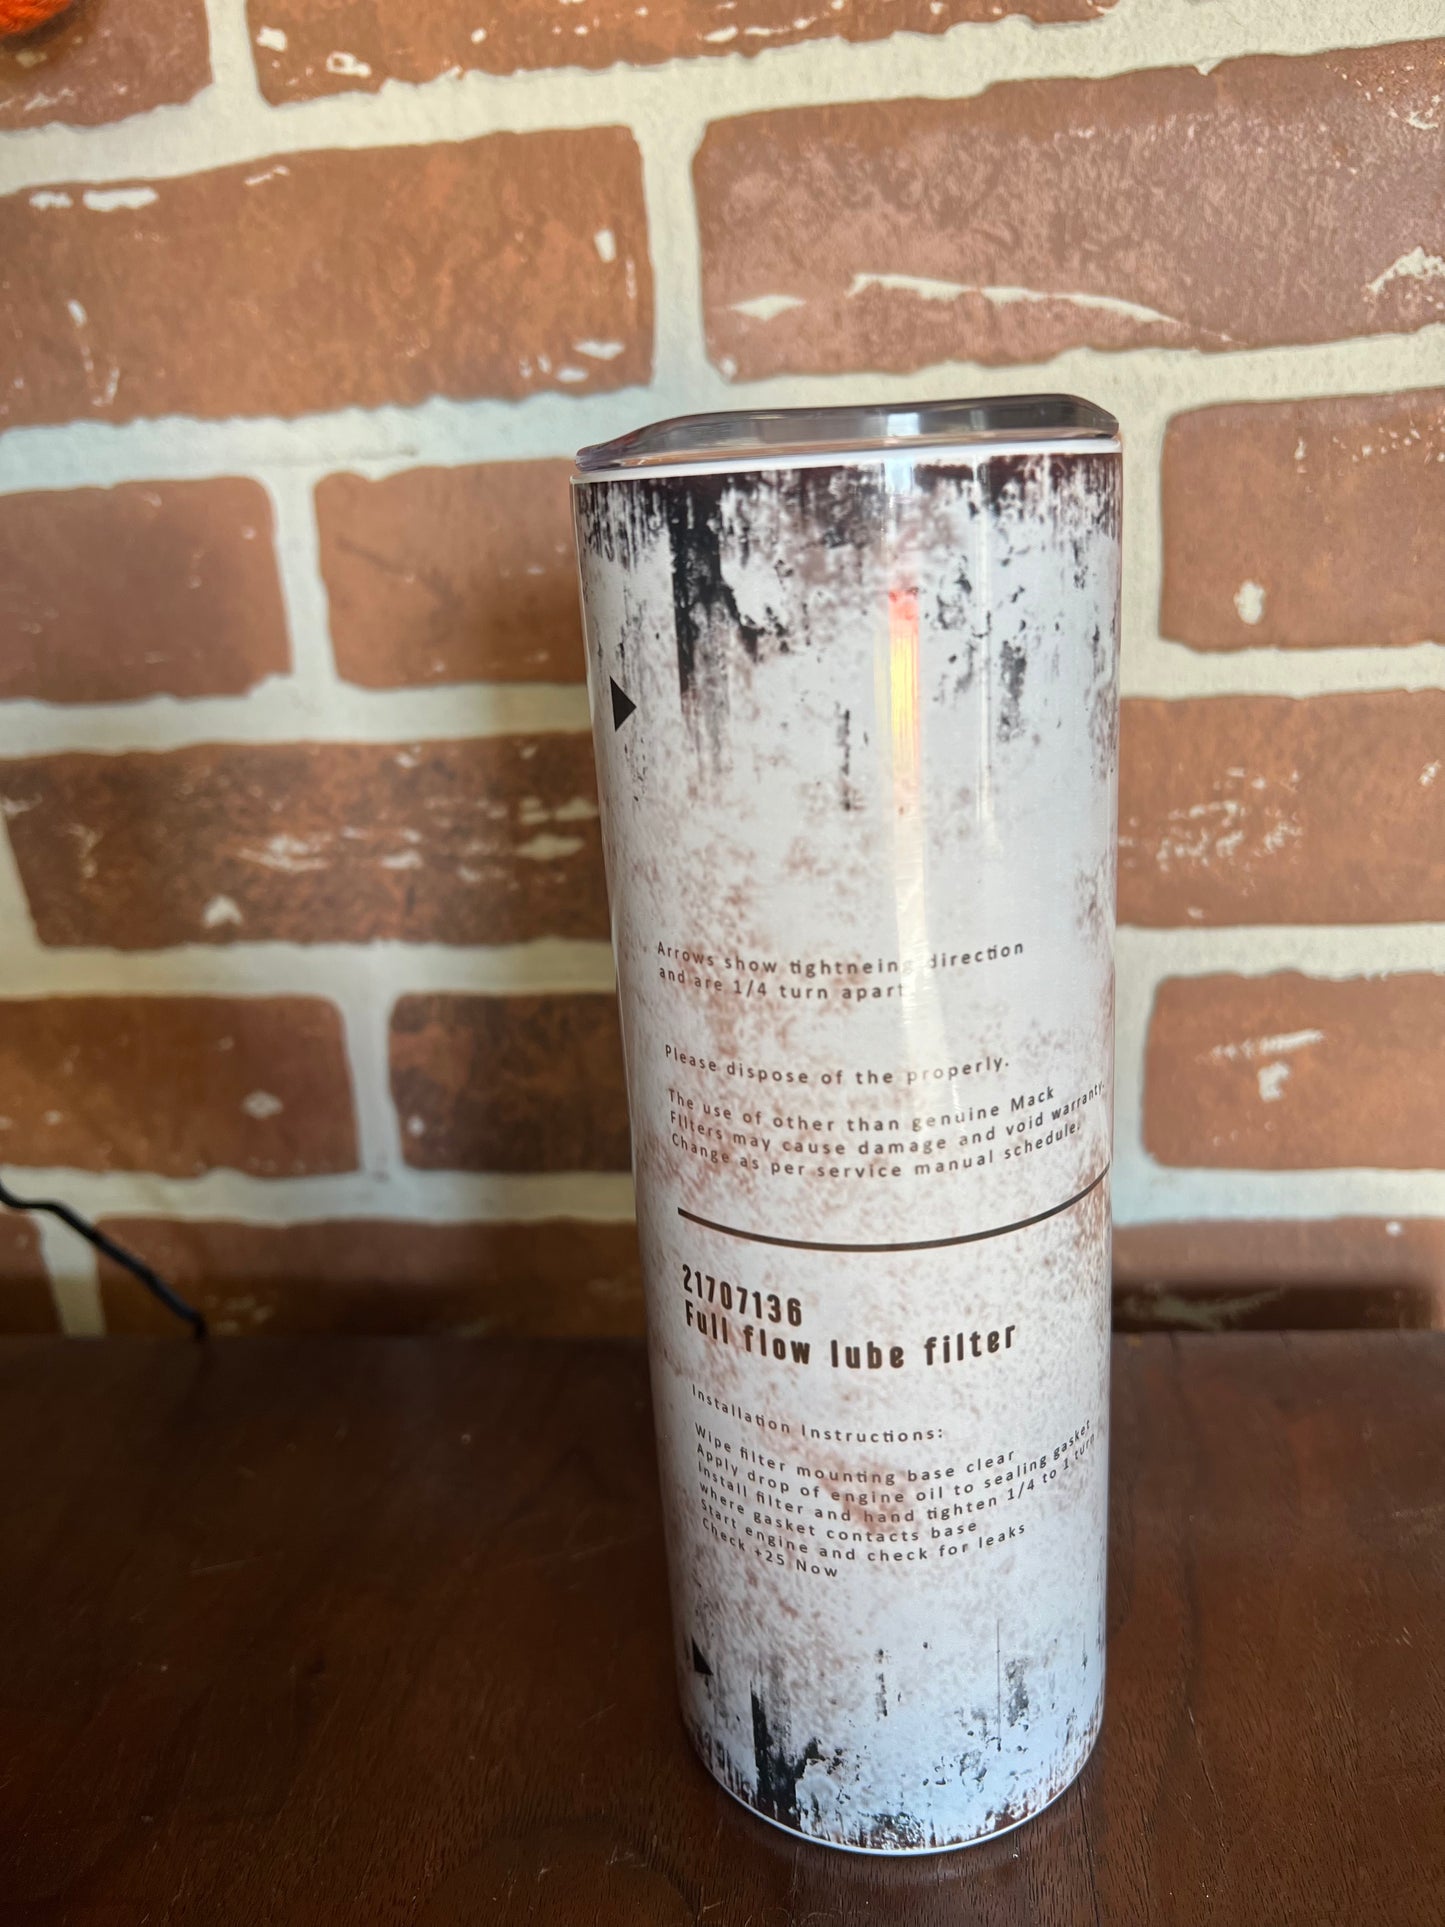 Arrows show tightneing direction
and are 1/4 turn apart
Please dispose of the properly.
The use of other than genuine Mack
Filters may cause damage and void warranty.
Change as per service manual schedule.
21707136
Full flow lube filter
Installation Instructions:
Wipe filter mounting base clear
Apply drop of engine oil to sealing gasket
Install filter and hand tighten 1/4 to 1 turn
where gasket contacts base
Start engine and check for leaks
Check +25 Now